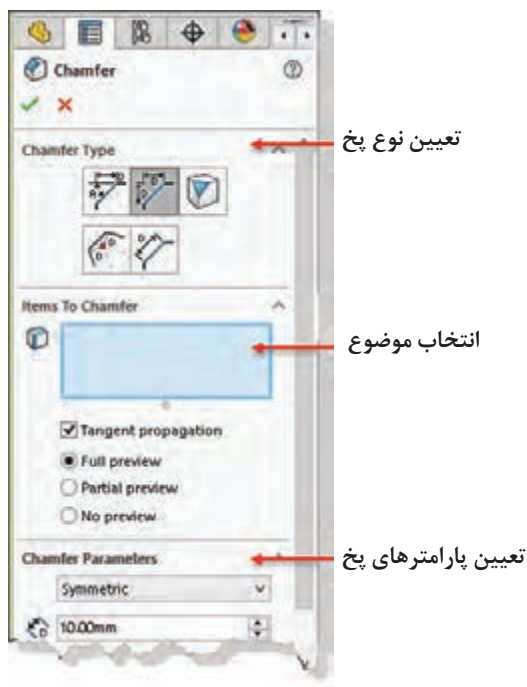 Chamfer
Chamfer Type
تعیین نوع پخ
Items To Chamfer
انتخاب موضوع
Tangent propagation
Full preview
Partial preview
No preview
Chamfer Parameters
تعیین پارامترهای پخ
Symmetric
10.00mm